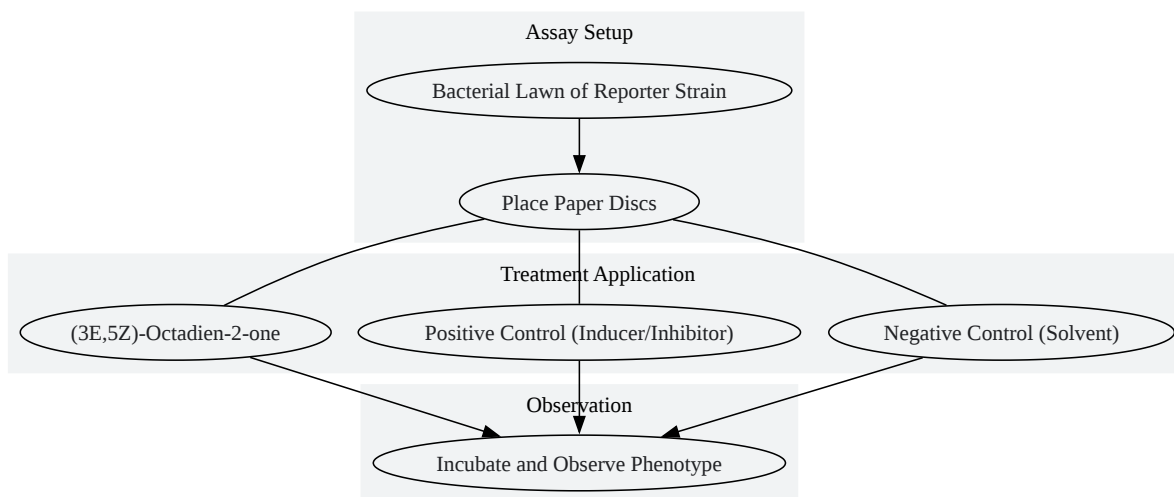 Assay Setup
Bacterial Lawn of Reporter Strain
Place Paper Discs
Treatment Application
(3E,5Z)-Octadien-2-one
Positive Control (Inducer/Inhibitor)
Negative Control (Solvent)
Observation
Incubate and Observe Phenotype